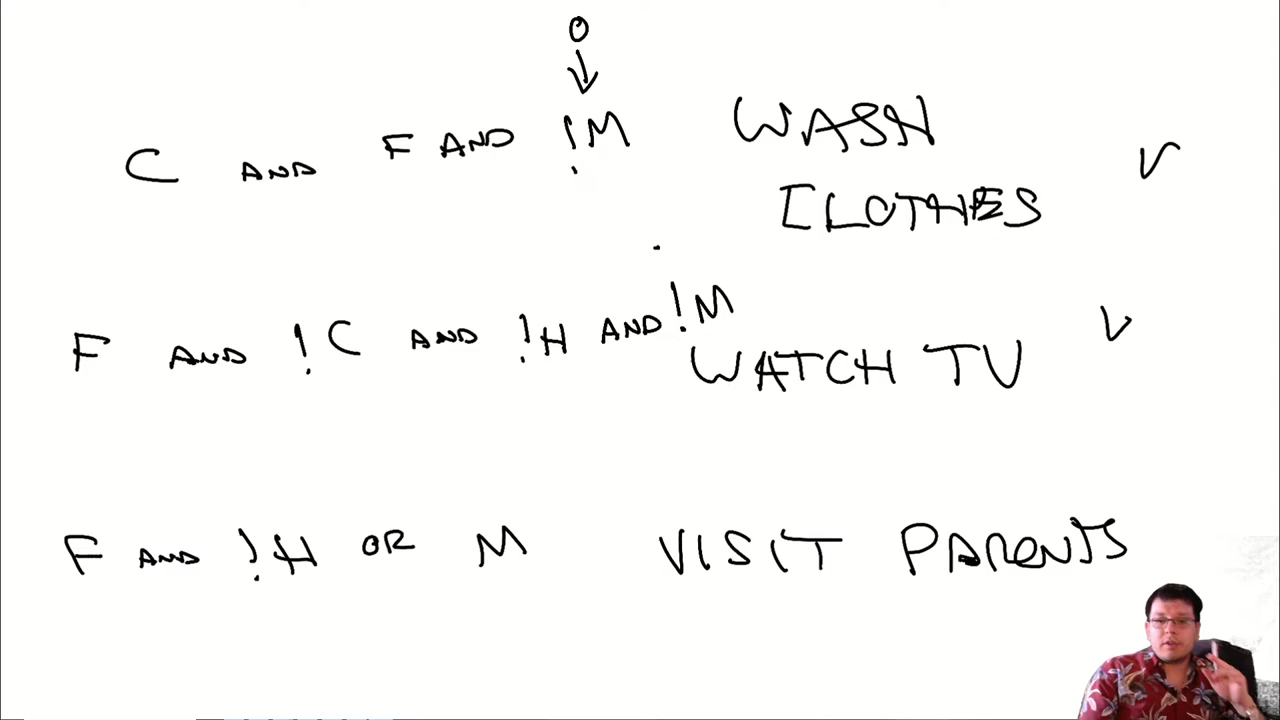 0
C AND F AND !M WASH
CLOTHES
F AND !C AND !H AND !M
WATCH TV
F AND !H OR M VISIT PARENTS